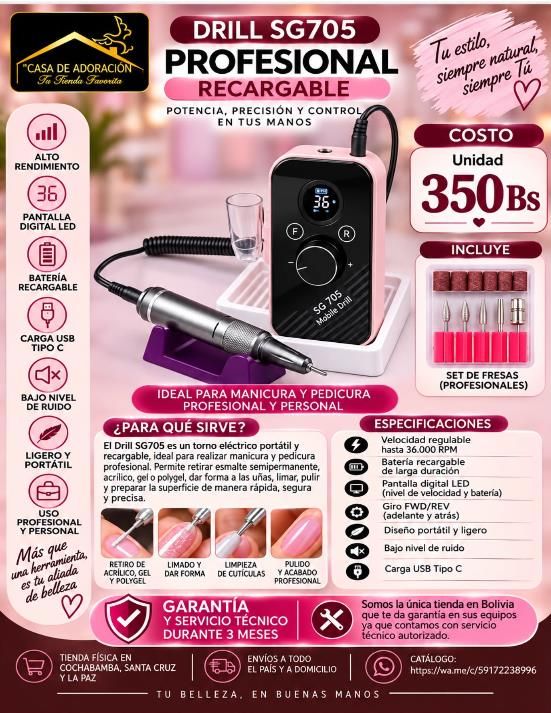 "CASA DE ADORACIÓN"
Tu Tienda Favorita
DRILL SG705
PROFESIONAL
RECARGABLE
POTENCIA, PRECISIÓN Y CONTROL
EN TUS MANOS
Tu estilo,
siempre natural,
siempre Tú
ALTO
RENDIMIENTO
36
PANTALLA
DIGITAL LED
BATERÍA
RECARGABLE
CARGA USB
TIPO C
BAJO NIVEL
DE RUIDO
LIGERO Y
PORTÁTIL
USO
PROFESIONAL
Y PERSONAL
Más que
una herramienta,
es tu aliada
de belleza
36
F
R
-
+
SG 705
Mobile Drill
COSTO
Unidad
350Bs
INCLUYE
SET DE FRESAS
(PROFESIONALES)
IDEAL PARA MANICURA Y PEDICURA
PROFESIONAL Y PERSONAL
¿PARA QUÉ SIRVE?
El Drill SG705 es un torno eléctrico portátil y
recargable, ideal para realizar manicura y pedicura
profesional. Permite retirar esmalte semipermanente,
acrílico, gel o polygel, dar forma a las uñas, limar, pulir
y preparar la superficie de manera rápida, segura
y precisa.
RETIRO DE
ACRÍLICO, GEL
Y POLYGEL
LIMADO Y
DAR FORMA
LIMPIEZA
DE CUTÍCULAS
PULIDO
Y ACABADO
PROFESIONAL
ESPECIFICACIONES
Velocidad regulable
hasta 36.000 RPM
Batería recargable
de larga duración
Pantalla digital LED
(nivel de velocidad y batería)
Giro FWD/REV
(adelante y atrás)
Diseño portátil y ligero
Bajo nivel de ruido
Carga USB Tipo C
GARANTÍA
Y SERVICIO TÉCNICO
DURANTE 3 MESES
Somos la única tienda en Bolivia
que te da garantía en sus equipos
ya que contamos con servicio
técnico autorizado.
TIENDA FÍSICA EN
COCHABAMBA, SANTA CRUZ
Y LA PAZ
ENVÍOS A TODO
EL PAÍS Y A DOMICILIO
CATÁLOGO:
https://wa.me/c/59172238996
TU BELLEZA, EN BUENAS MANOS